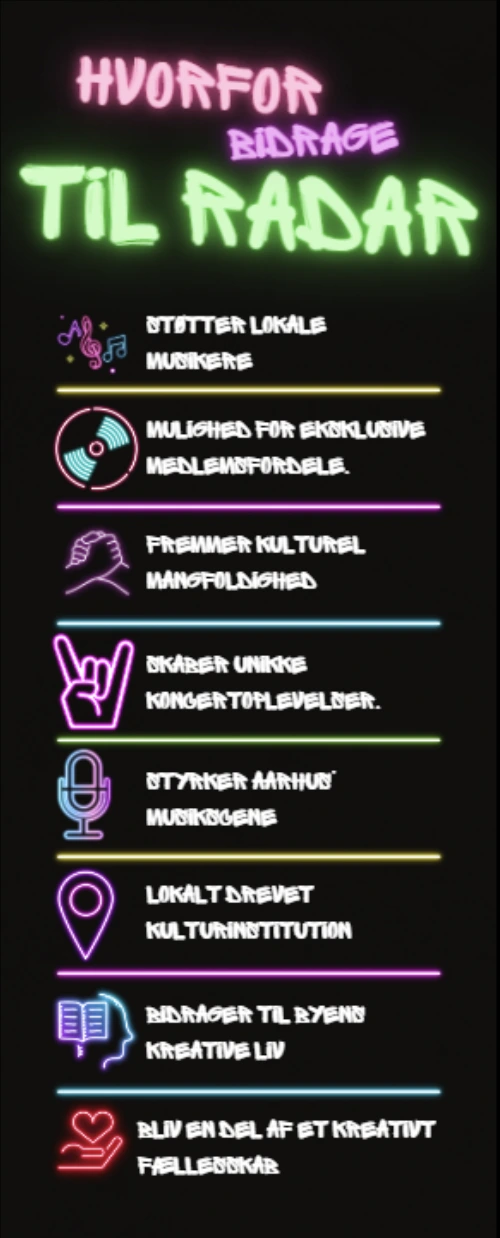 HVORFOR
BIDRAGE
TIL RADAR
STØTTER LOKALE
MUSIKERE
MULIGHED FOR EKSKLUSIVE
MEDLEMSFORDELE.
FREMMER KULTUREL
MANGFOLDIGHED
SKABER UNIKKE
KONCERTOPLEVELSER.
STYRKER AARHUS'
MUSIKSCENE
LOKALT DREVET
KULTURINSTITUTION
BIDRAGER TIL BYENS
KREATIVE LIV
BLIV EN DEL AF ET KREATIVT
FÆLLESSKAB